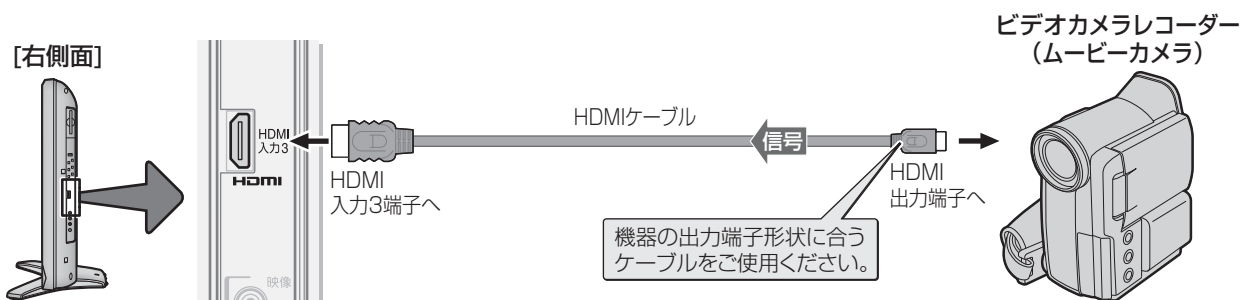 [右側面]
HDMI
入力3
HDMI
映像
HDMI
入力3端子へ
HDMIケーブル
信号
HDMI
出力端子へ
機器の出力端子形状に合う
ケーブルをご使用ください。
ビデオカメラレコーダー
（ムービーカメラ）